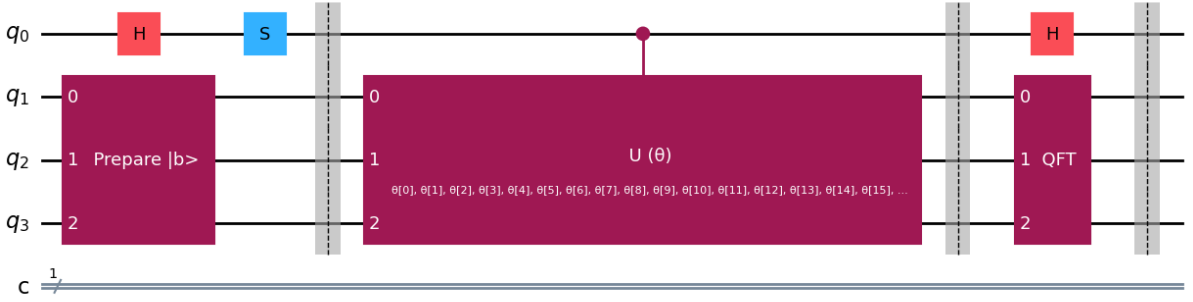 q0 H S H
q1 0 0 0
q2 1 Prepare |b> 1 U (θ) 1 QFT
θ[0], θ[1], θ[2], θ[3], θ[4], θ[5], θ[6], θ[7], θ[8], θ[9], θ[10], θ[11], θ[12], θ[13], θ[14], θ[15], ...
q3 2 2 2
1
c